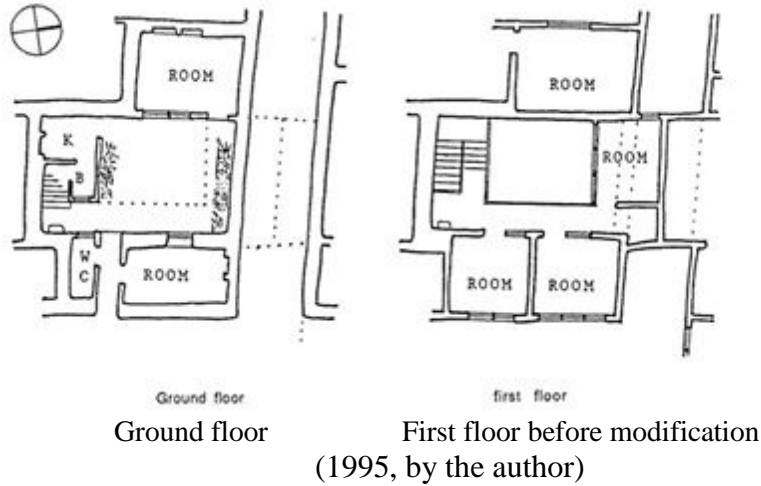 ROOM
K
B
W
C
ROOM
ROOM
ROOM
ROOM
ROOM
Ground floor
first floor
Ground floor
First floor before modification
(1995, by the author)